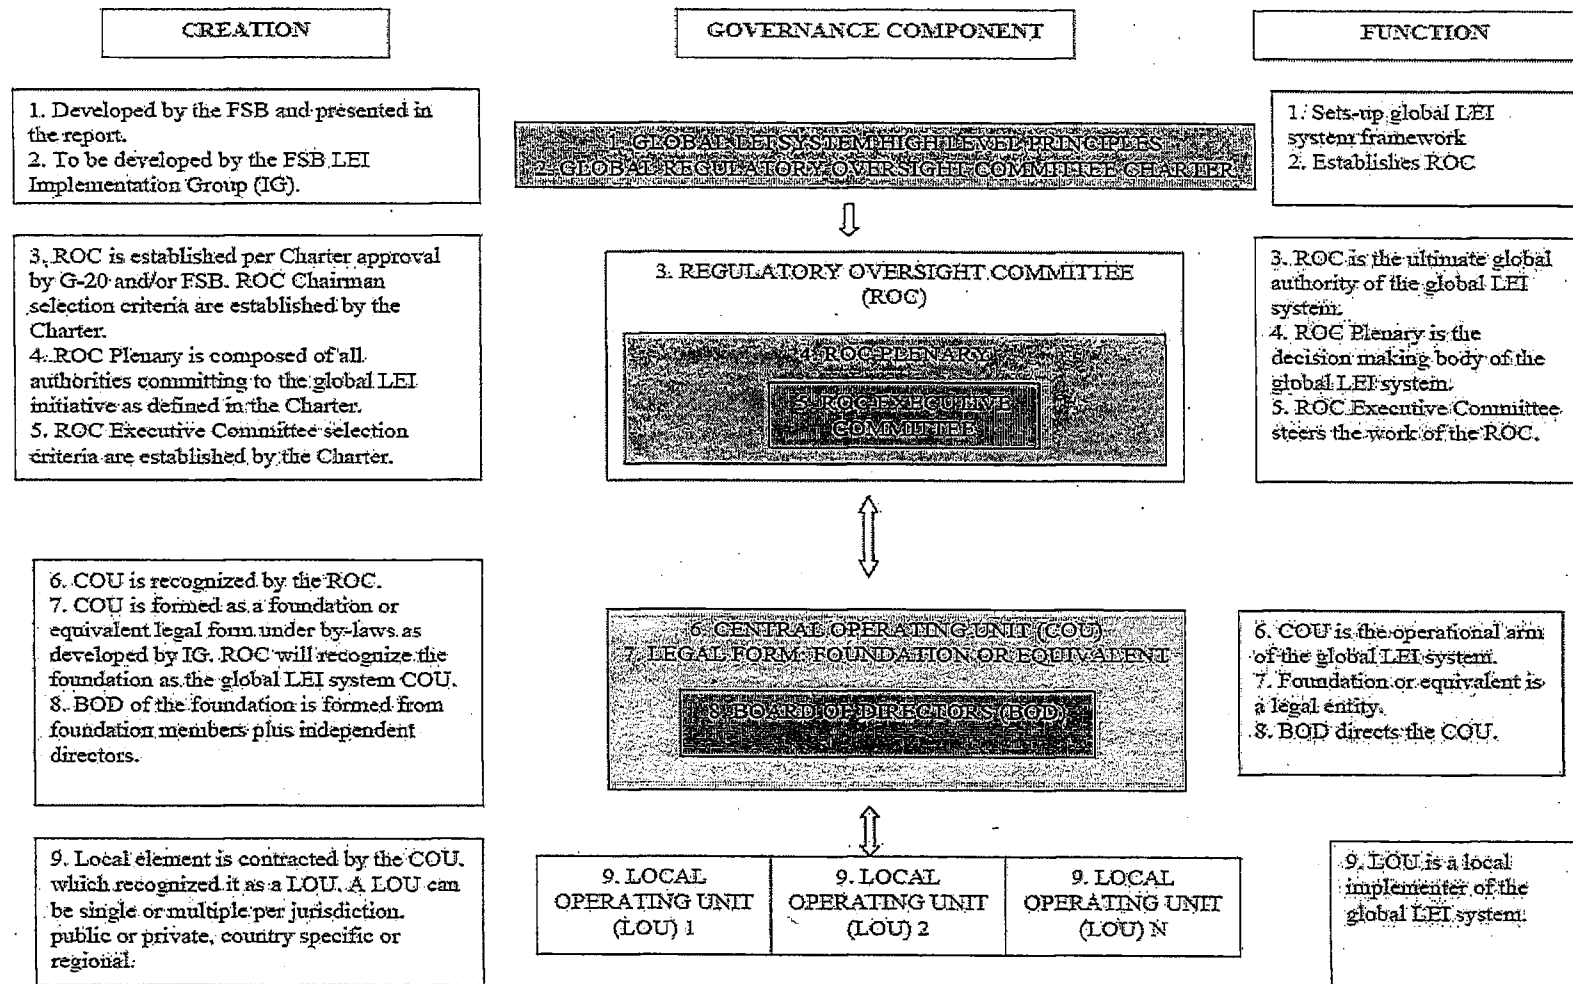 CREATION
GOVERNANCE COMPONENT
FUNCTION
1. Developed by the FSB and presented in
the report.
2. To be developed by the FSB LEI
Implementation Group (IG).
1. GLOBAL LEI SYSTEM HIGH LEVEL PRINCIPLES
2. GLOBAL REGULATORY OVERSIGHT COMMITTEE CHARTER
1. Sets-up global LEI
system framework
2. Establishes ROC
3. ROC is established per Charter approval
by G-20 and/or FSB. ROC Chairman
selection criteria are established by the
Charter.
4. ROC Plenary is composed of all
authorities committing to the global LEI
initiative as defined in the Charter.
5. ROC Executive Committee selection
criteria are established by the Charter.
3. REGULATORY OVERSIGHT COMMITTEE
(ROC)
4. ROC PLENARY
5. ROC EXECUTIVE
COMMITTEE
3. ROC is the ultimate global
authority of the global LEI
system.
4. ROC Plenary is the
decision making body of the
global LEI system.
5. ROC Executive Committee
steers the work of the ROC.
6. COU is recognized by the ROC.
7. COU is formed as a foundation or
equivalent legal form under by-laws as
developed by IG. ROC will recognize the
foundation as the global LEI system COU.
8. BOD of the foundation is formed from
foundation members plus independent
directors.
6. CENTRAL OPERATING UNIT (COU)
7. LEGAL FORM: FOUNDATION OR EQUIVALENT
8. BOARD OF DIRECTORS (BOD)
6. COU is the operational arm
of the global LEI system.
7. Foundation or equivalent is
a legal entity.
8. BOD directs the COU.
9. Local element is contracted by the COU.
which recognized it as a LOU. A LOU can
be single or multiple per jurisdiction.
public or private, country specific or
regional.
9. LOCAL
OPERATING UNIT
(LOU) 1
9. LOCAL
OPERATING UNIT
(LOU) 2
9. LOCAL
OPERATING UNIT
(LOU) N
9. LOU is a local
implementer of the
global LEI system.